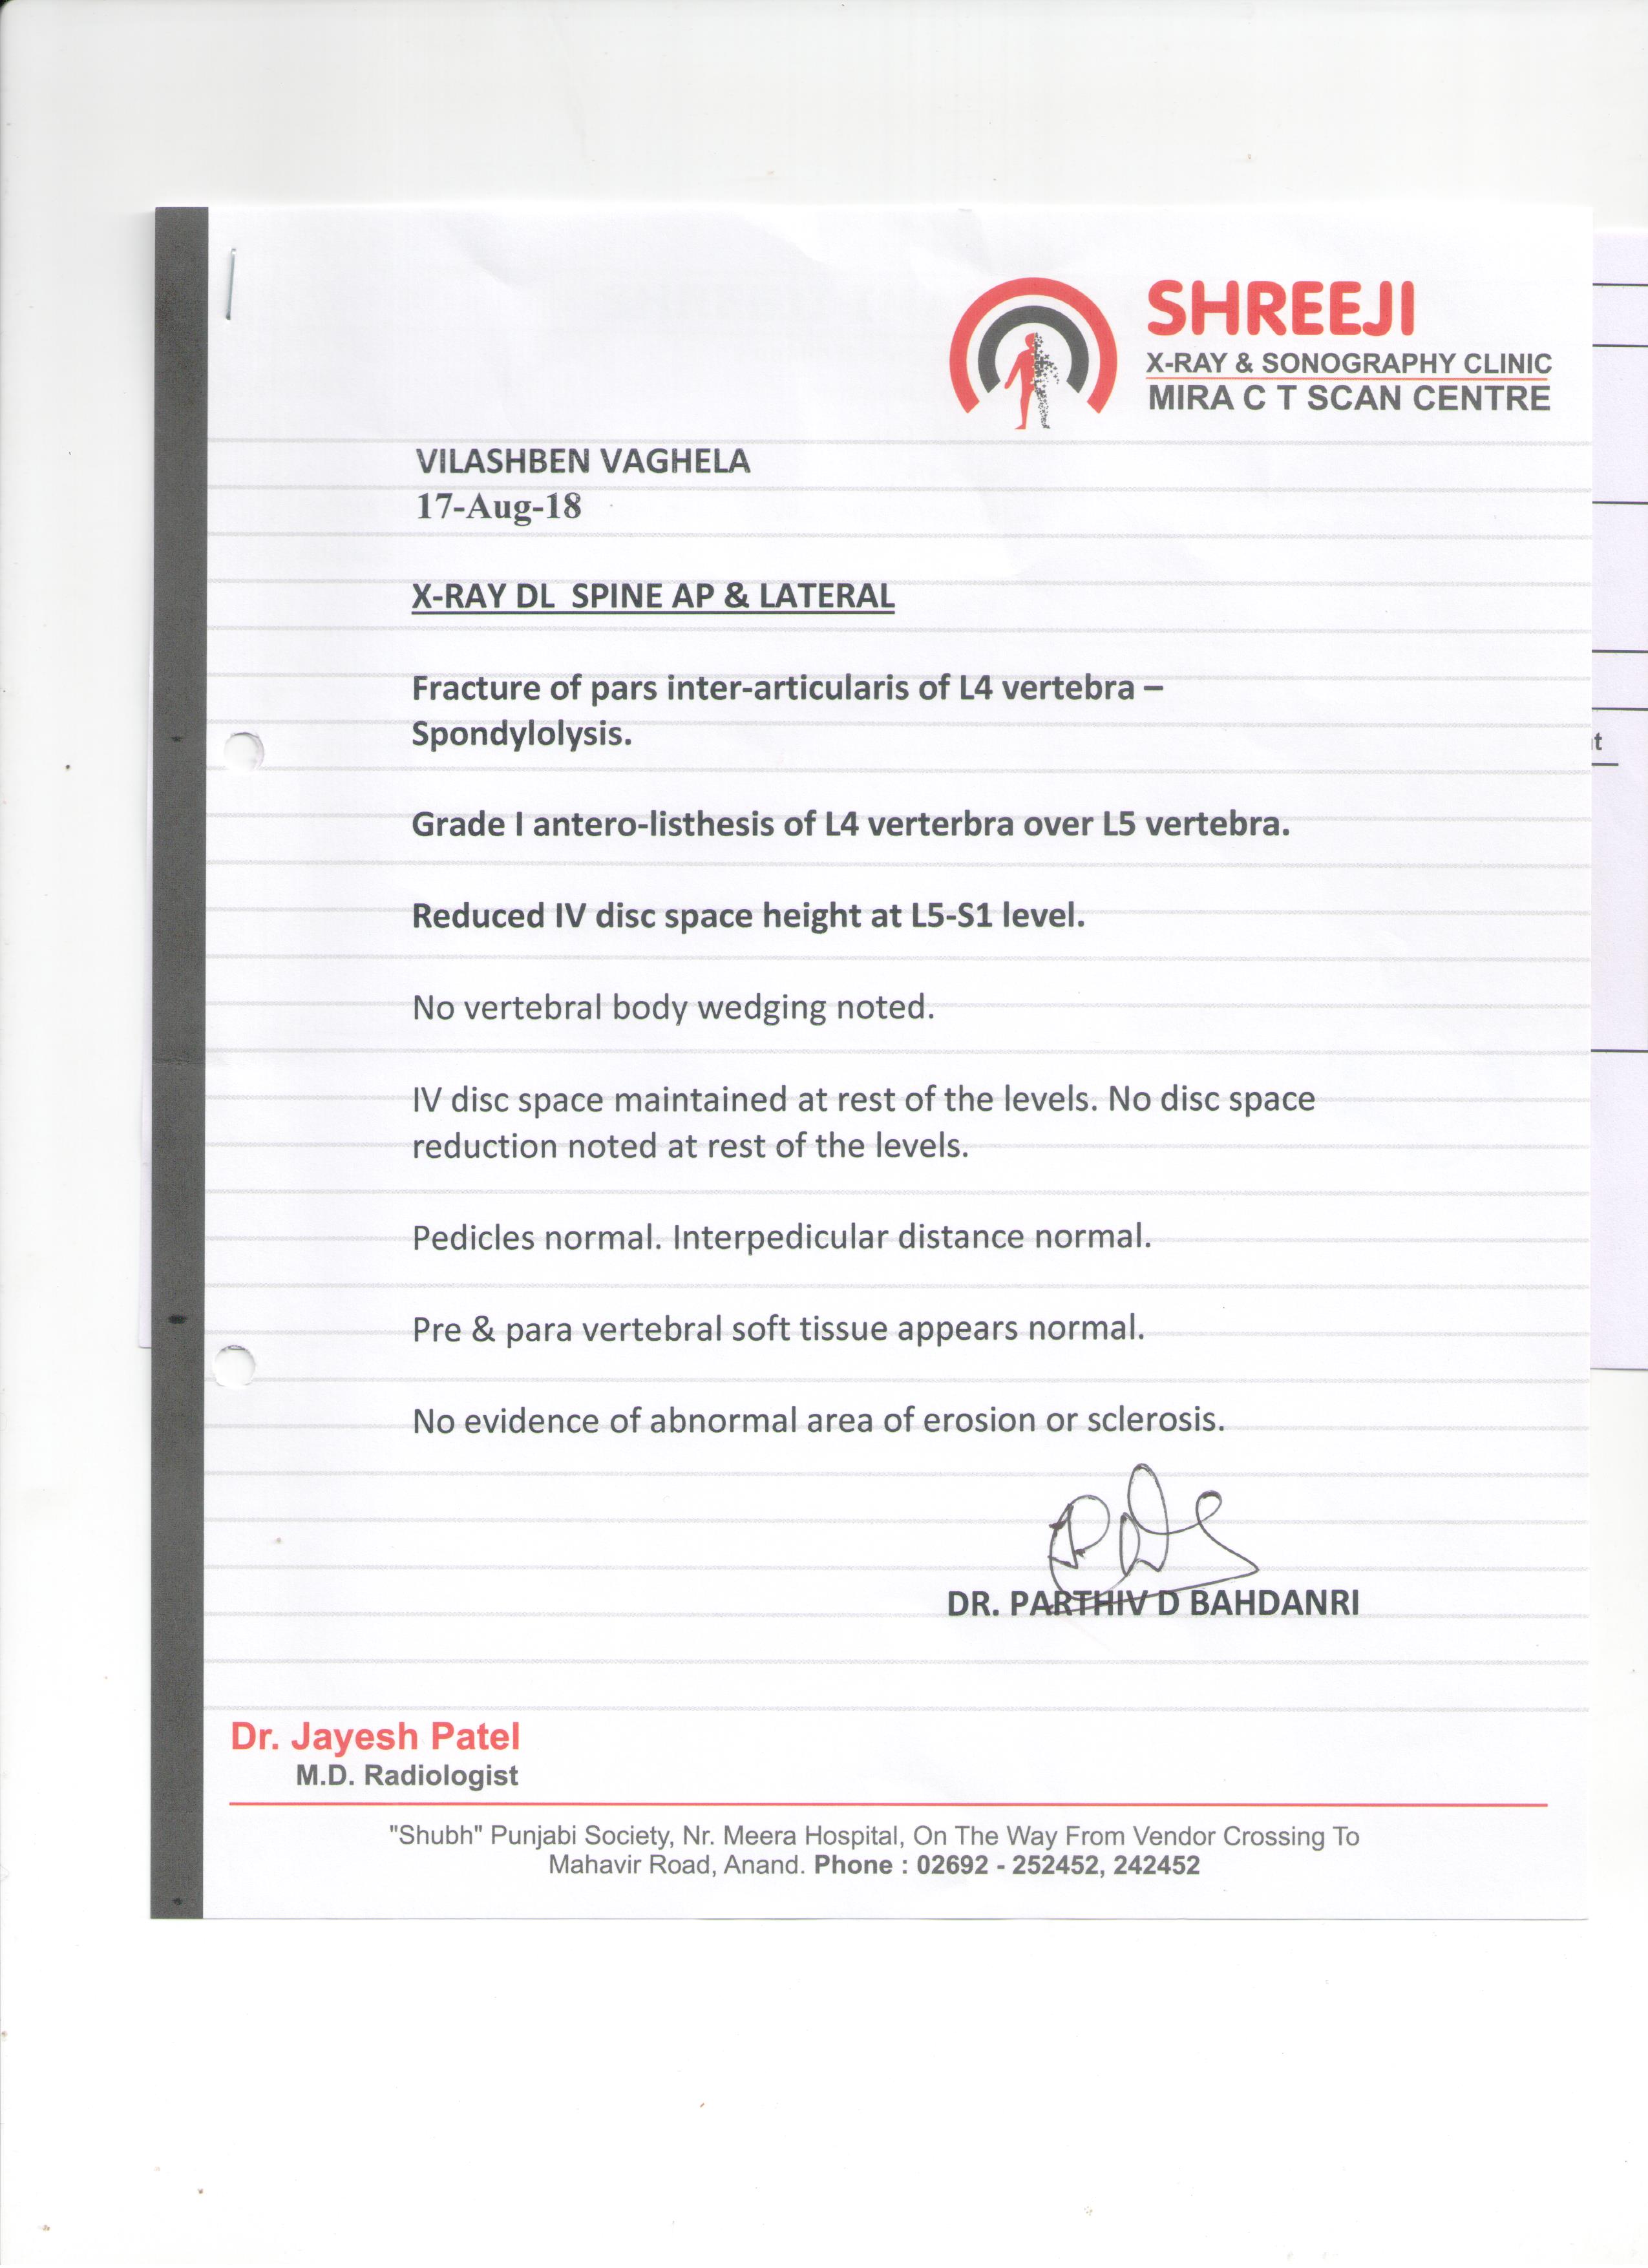 SHREEJI
X-RAY & SONOGRAPHY CLINIC
MIRA C T SCAN CENTRE
VILASHBEN VAGHELA
17-Aug-18
X-RAY DL  SPINE AP & LATERAL
Fracture of pars inter-articularis of L4 vertebra –
Spondylolysis.
t
Grade I antero-listhesis of L4 verterbra over L5 vertebra.
Reduced IV disc space height at L5-S1 level.
No vertebral body wedging noted.
IV disc space maintained at rest of the levels. No disc space
reduction noted at rest of the levels.
Pedicles normal. Interpedicular distance normal.
Pre & para vertebral soft tissue appears normal.
No evidence of abnormal area of erosion or sclerosis.
DR. PARTHIV D BAHDANRI
Dr. Jayesh Patel
M.D. Radiologist
"Shubh" Punjabi Society, Nr. Meera Hospital, On The Way From Vendor Crossing To
Mahavir Road, Anand. Phone : 02692 - 252452, 242452